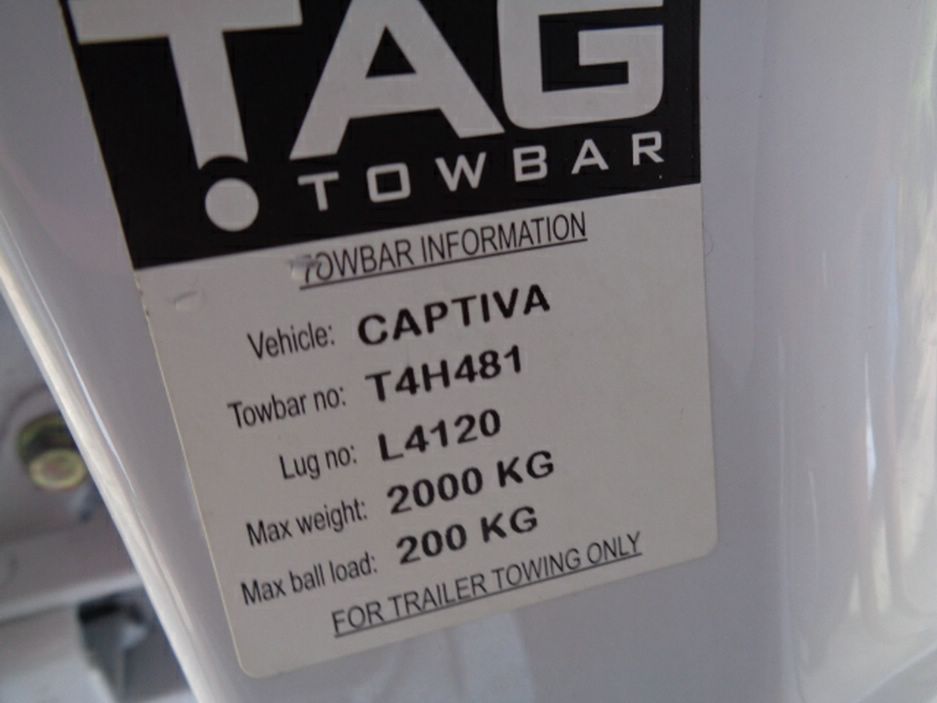 TAG
TOWBAR
TOWBAR INFORMATION
Vehicle: CAPTIVA
Towbar no: T4H481
Lug no: L4120
Max weight: 2000 KG
Max ball load: 200 KG
FOR TRAILER TOWING ONLY